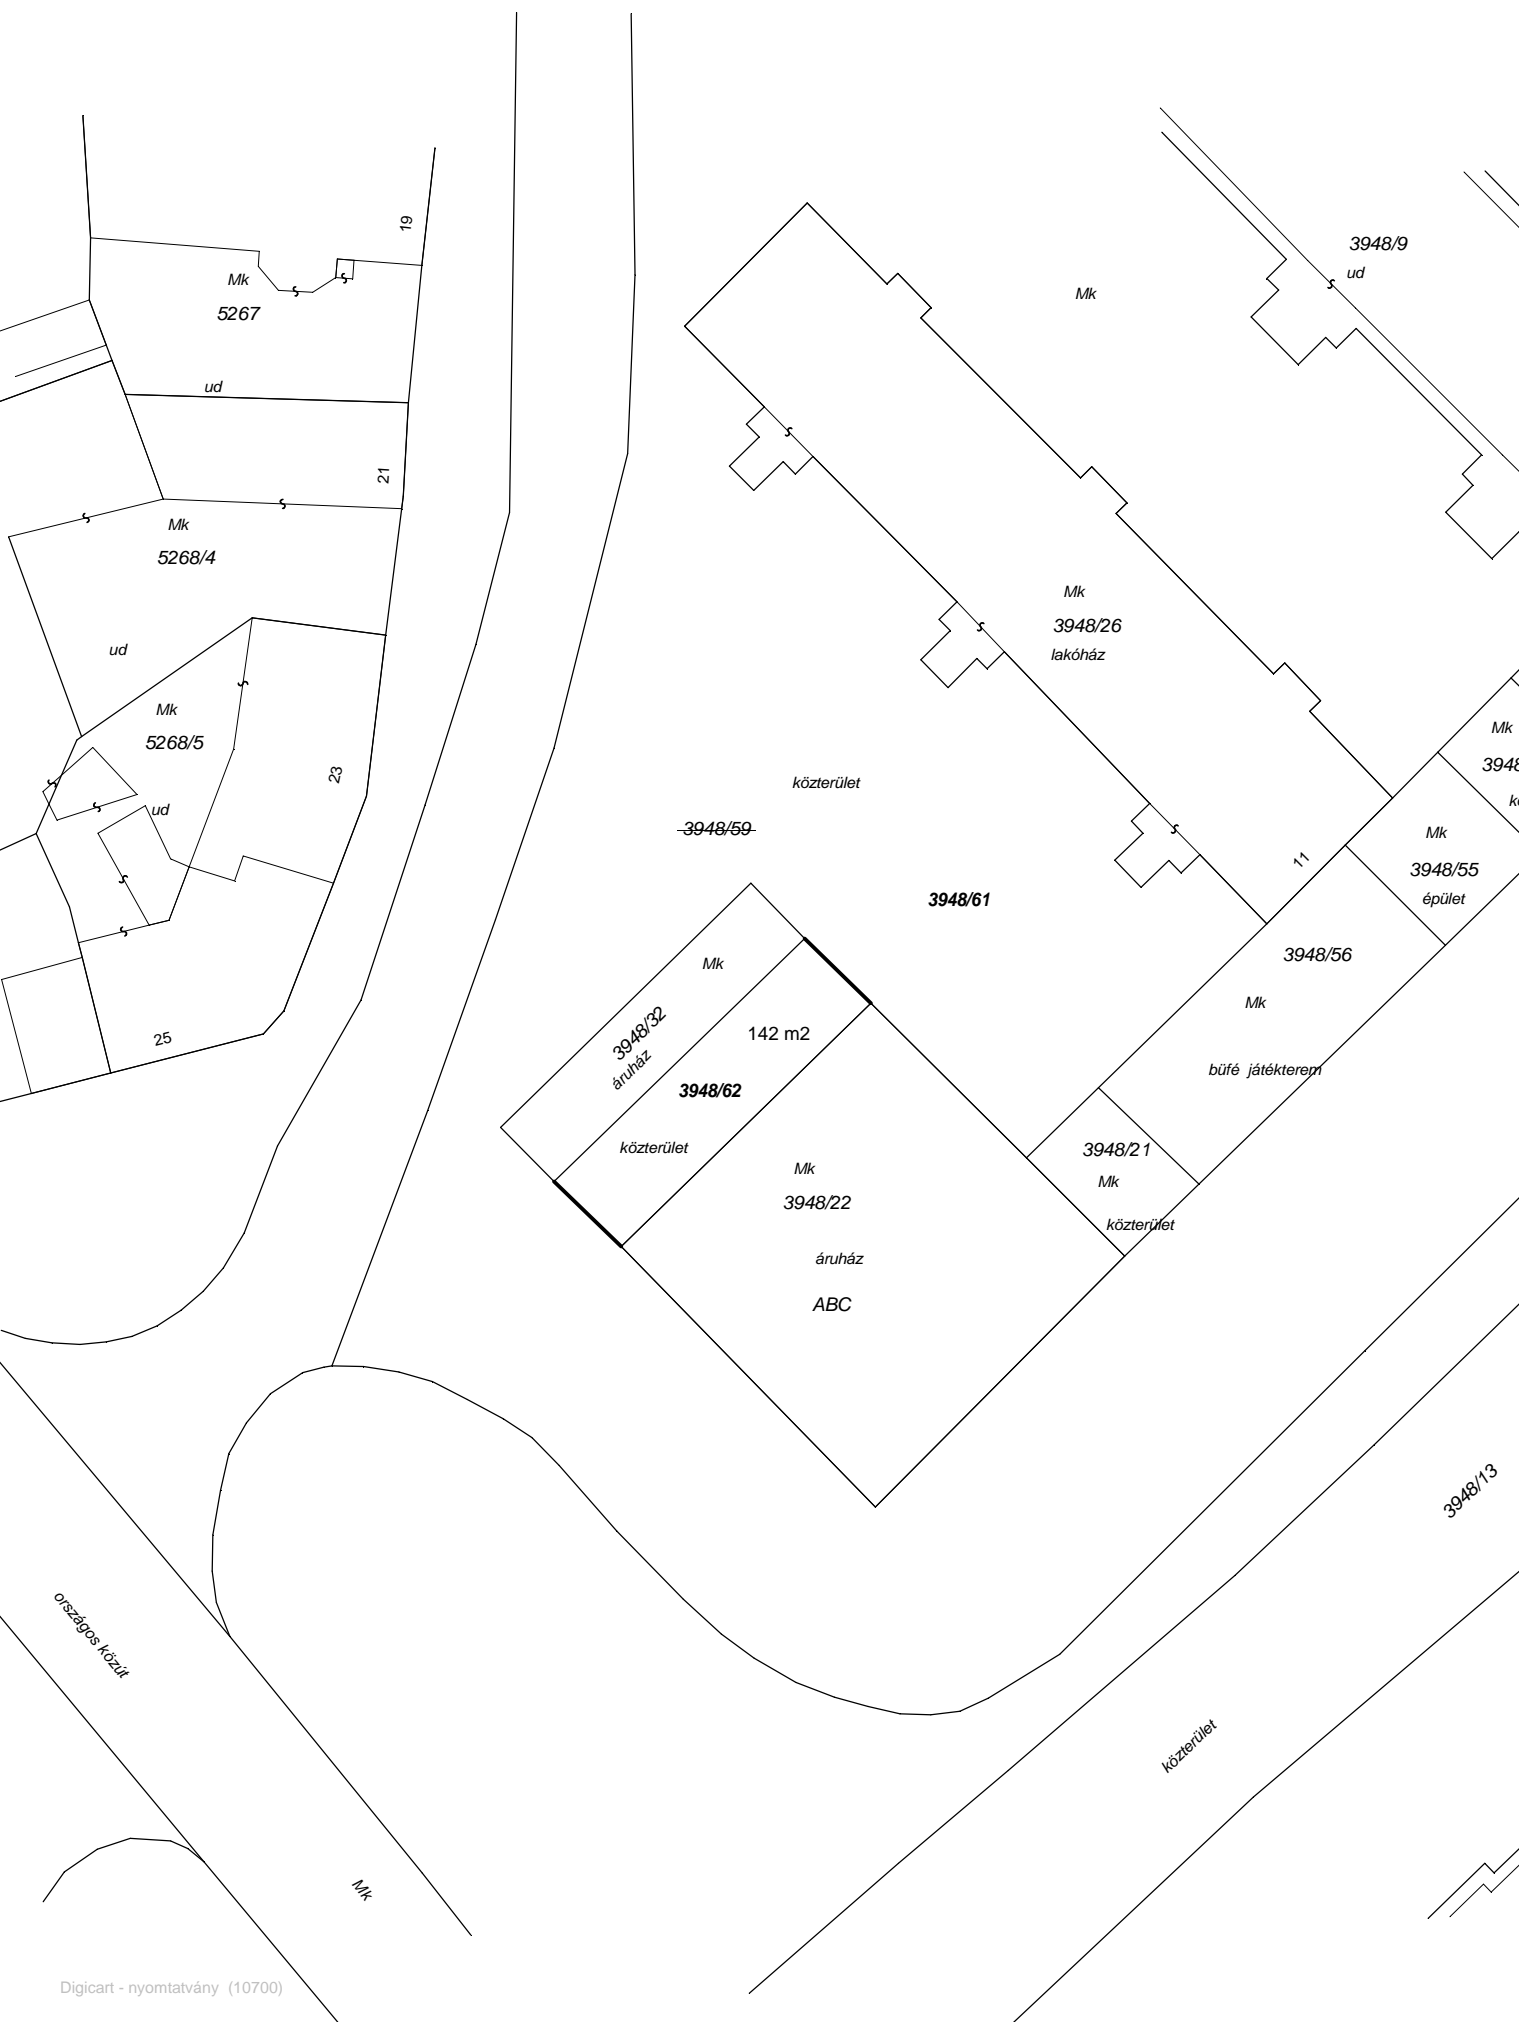 19
3948/9
Mk
ud
Mk
5267
ud
21
Mk
5268/4
Mk
3948/26
lakóház
ud
Mk
5268/5
Mk
3948
23
közterület
ud
3948/59
Mk
11
3948/55
épület
3948/61
3948/56
Mk
Mk
3948/32
áruház
142 m2
25
büfé játékterem
3948/62
közterület
3948/21
Mk
Mk
3948/22
közterület
áruház
ABC
3948/13
országos közút
közterület
Mk
Digicart - nyomtatvány (10700)